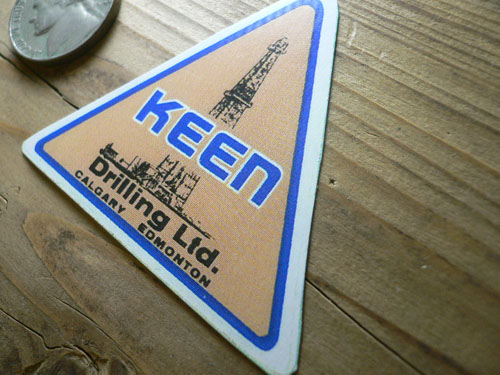 KEEN
Drilling Ltd.
CALGARY EDMONTON